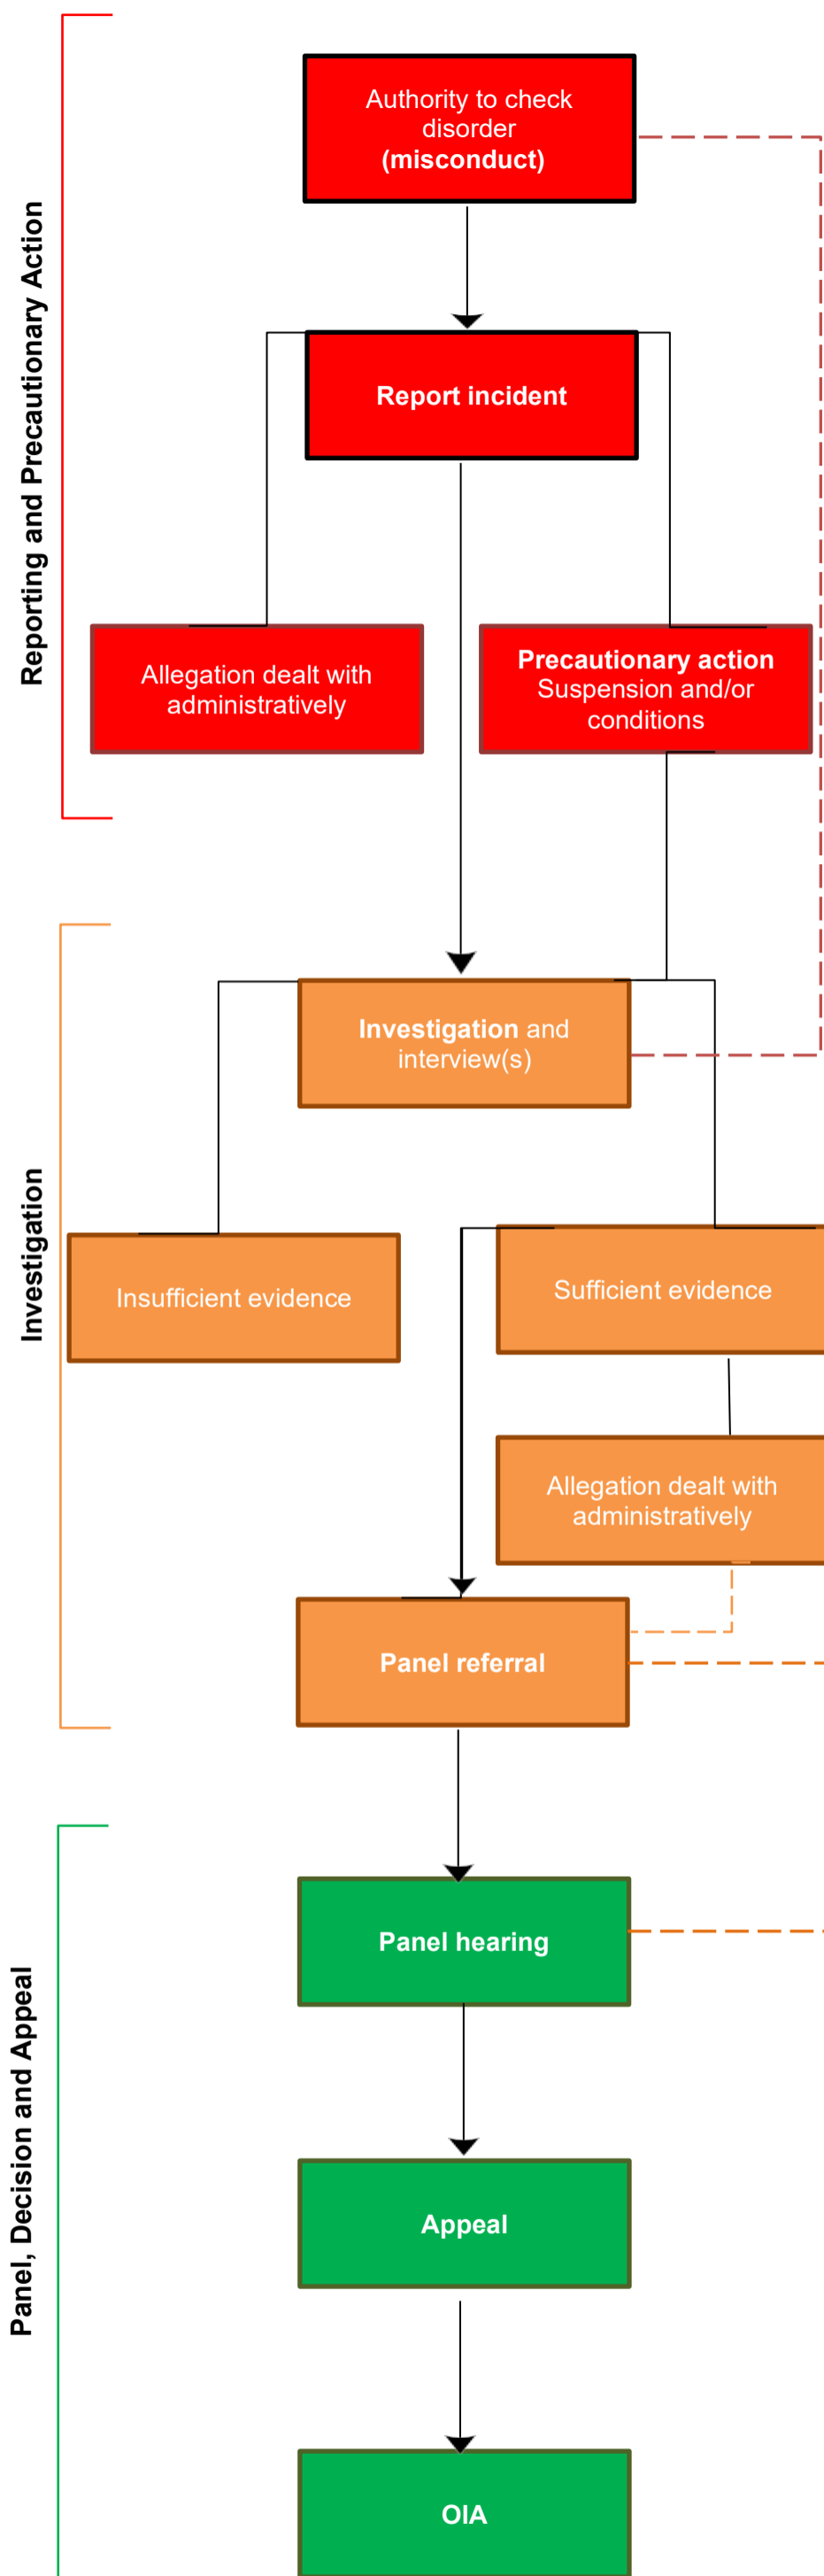 Reporting and Precautionary Action
Authority to check
disorder
(misconduct)
Report incident
Allegation dealt with
administratively
Precautionary action
Suspension and/or
conditions
Investigation
Investigation and
interview(s)
Insufficient evidence
Sufficient evidence
Allegation dealt with
administratively
Panel referral
Panel, Decision and Appeal
Panel hearing
Appeal
OIA